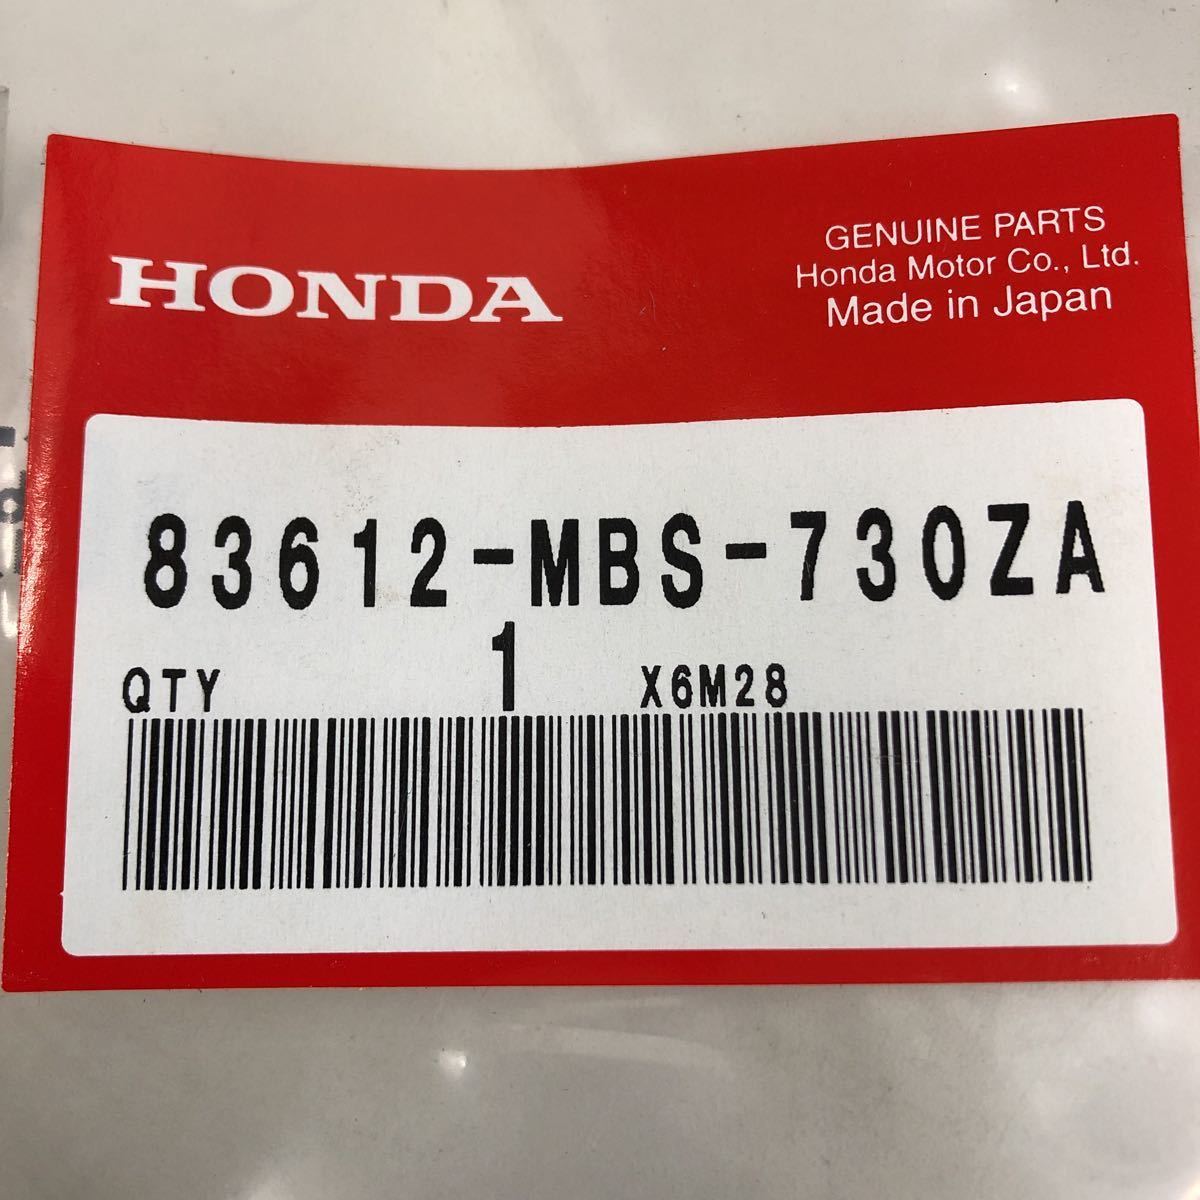 HONDA
GENUINE PARTS
Honda Motor Co., Ltd.
Made in Japan
83612-MBS-730ZA
QTY 1 X6M28